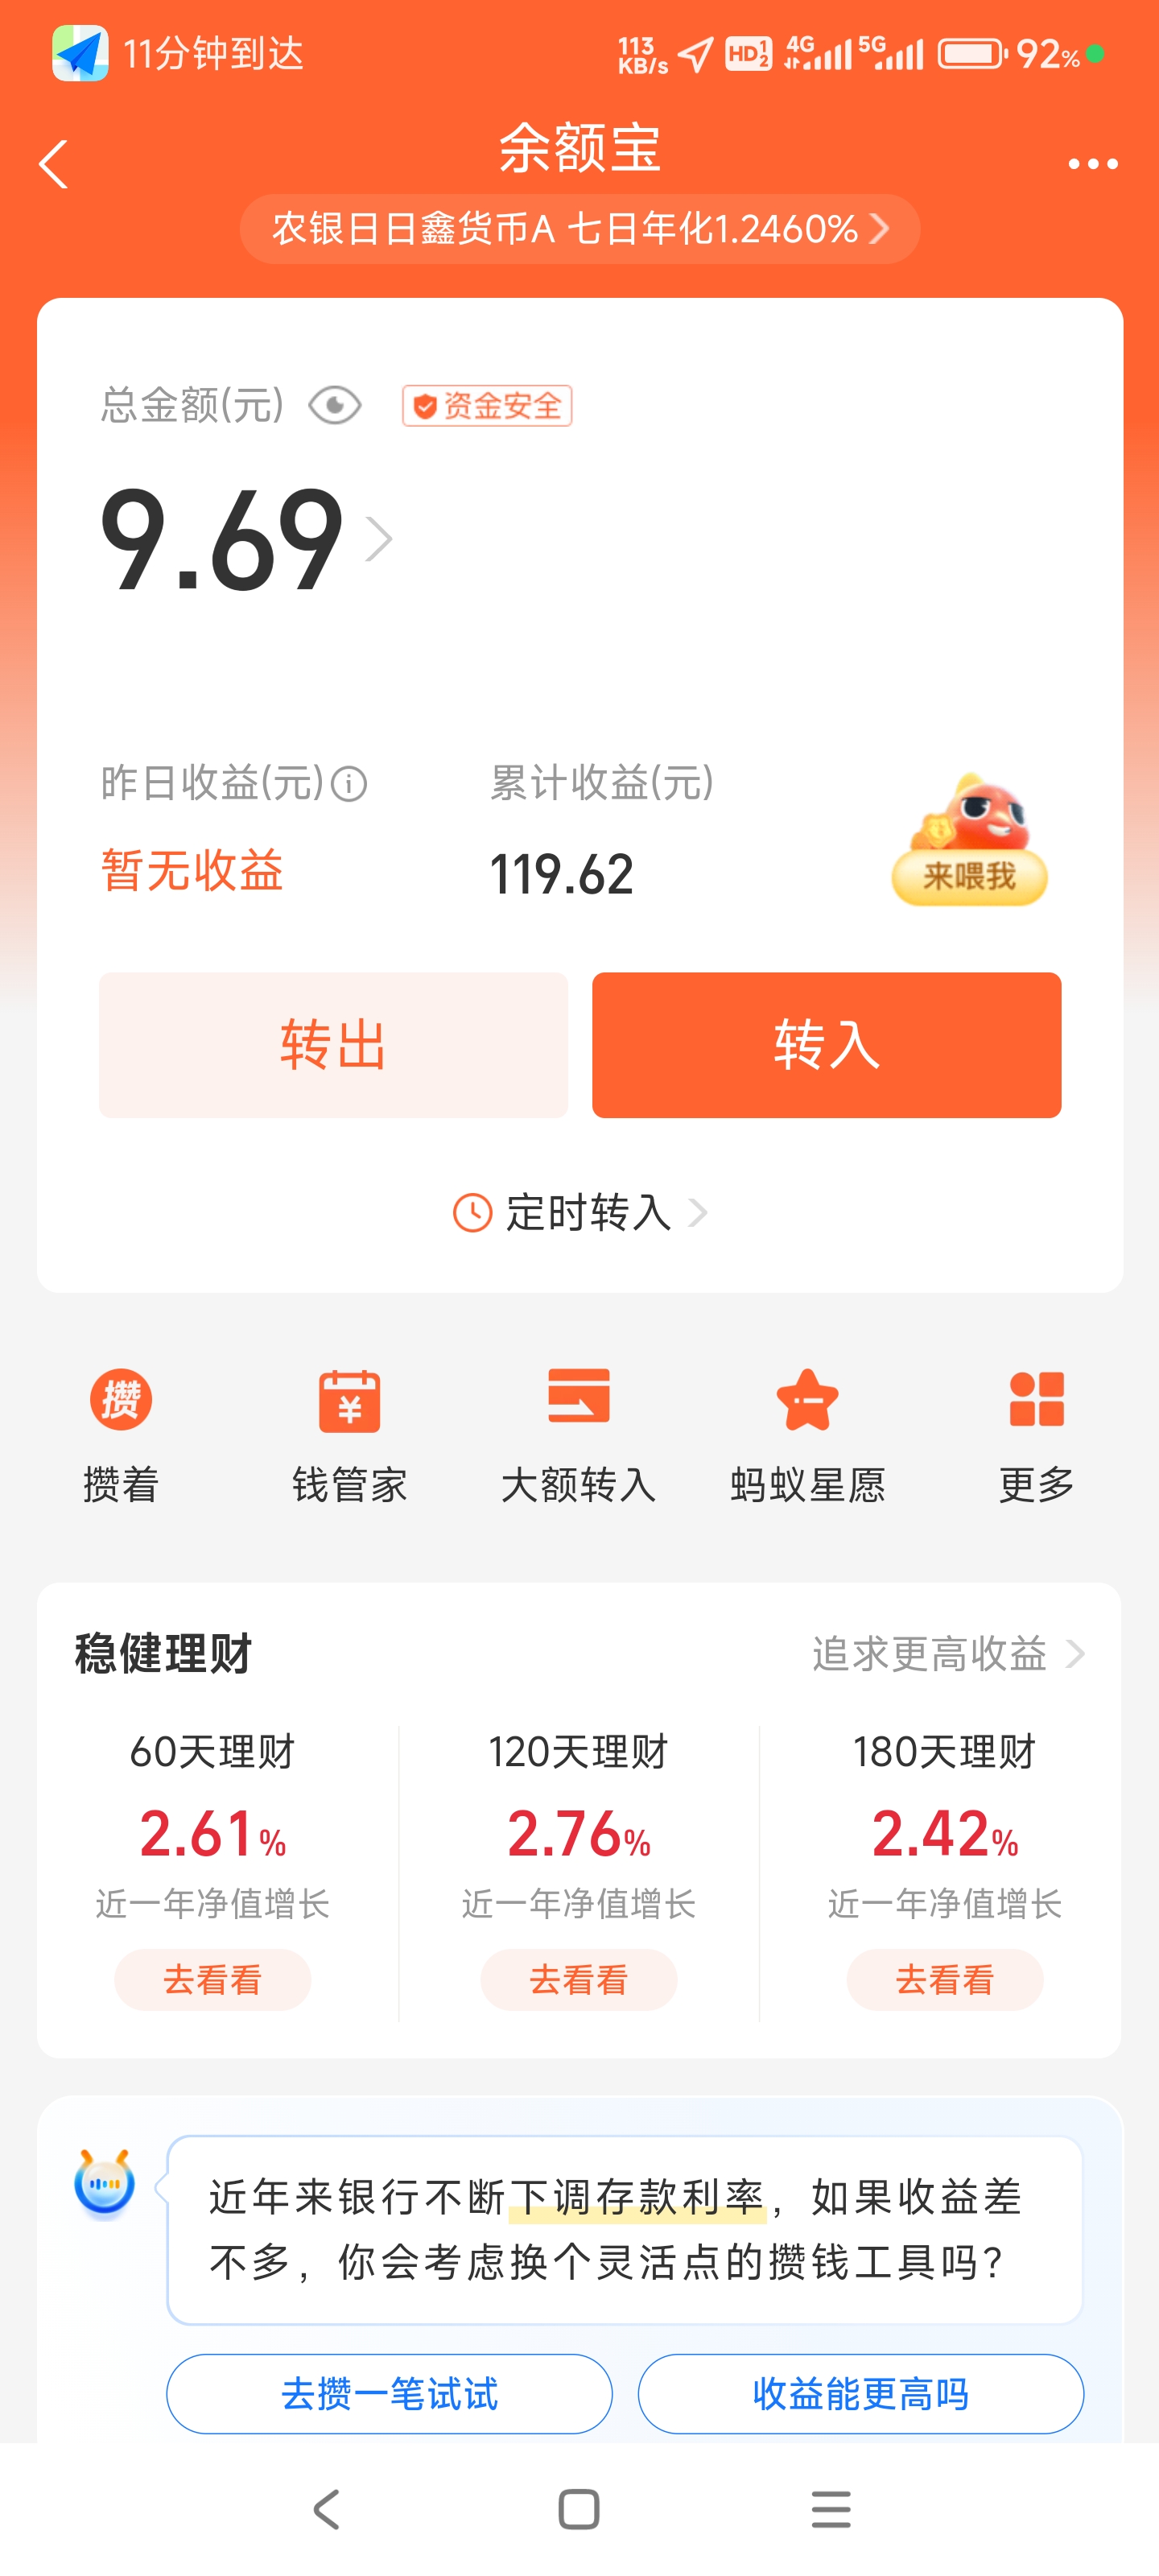 11分钟到达
113 KB/s HD 1 2 4G 5G 92%
余额宝
农银日日鑫货币A 七日年化1.2460%
总金额(元) 资金安全
9.69
昨日收益(元) 累计收益(元)
暂无收益 119.62 来喂我
转出 转入
定时转入
攒 ¥
攒着 钱管家 大额转入 蚂蚁星愿 更多
稳健理财 追求更高收益
60天理财 120天理财 180天理财
2.61% 2.76% 2.42%
近一年净值增长 近一年净值增长 近一年净值增长
去看看 去看看 去看看
近年来银行不断下调存款利率，如果收益差
不多，你会考虑换个灵活点的攒钱工具吗？
去攒一笔试试 收益能更高吗